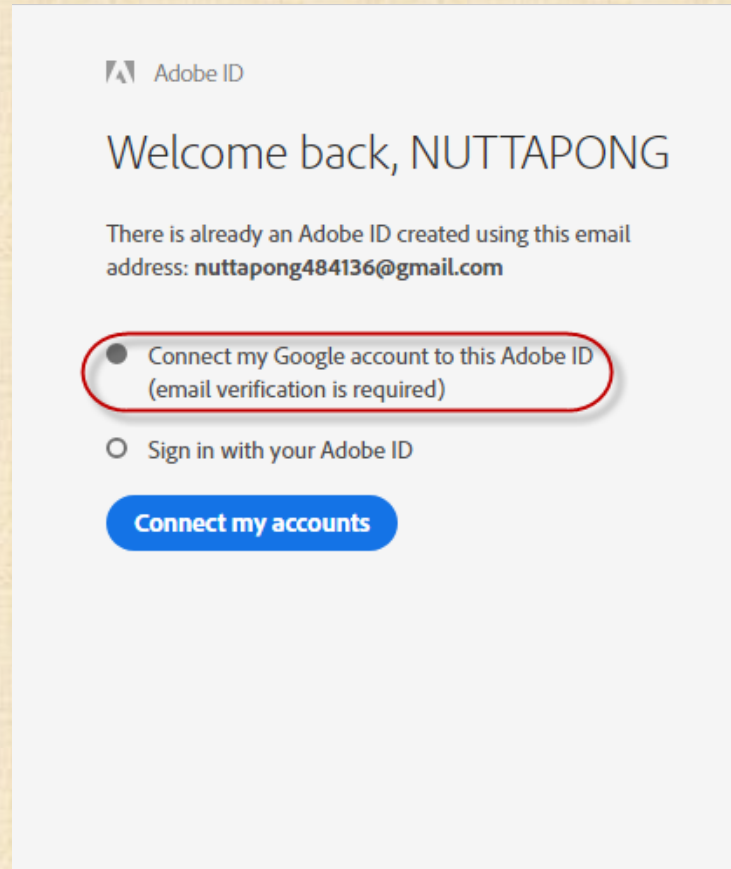 Adobe ID
Welcome back, NUTTAPONG
There is already an Adobe ID created using this email
address: nuttapong484136@gmail.com
Connect my Google account to this Adobe ID
(email verification is required)
Sign in with your Adobe ID
Connect my accounts